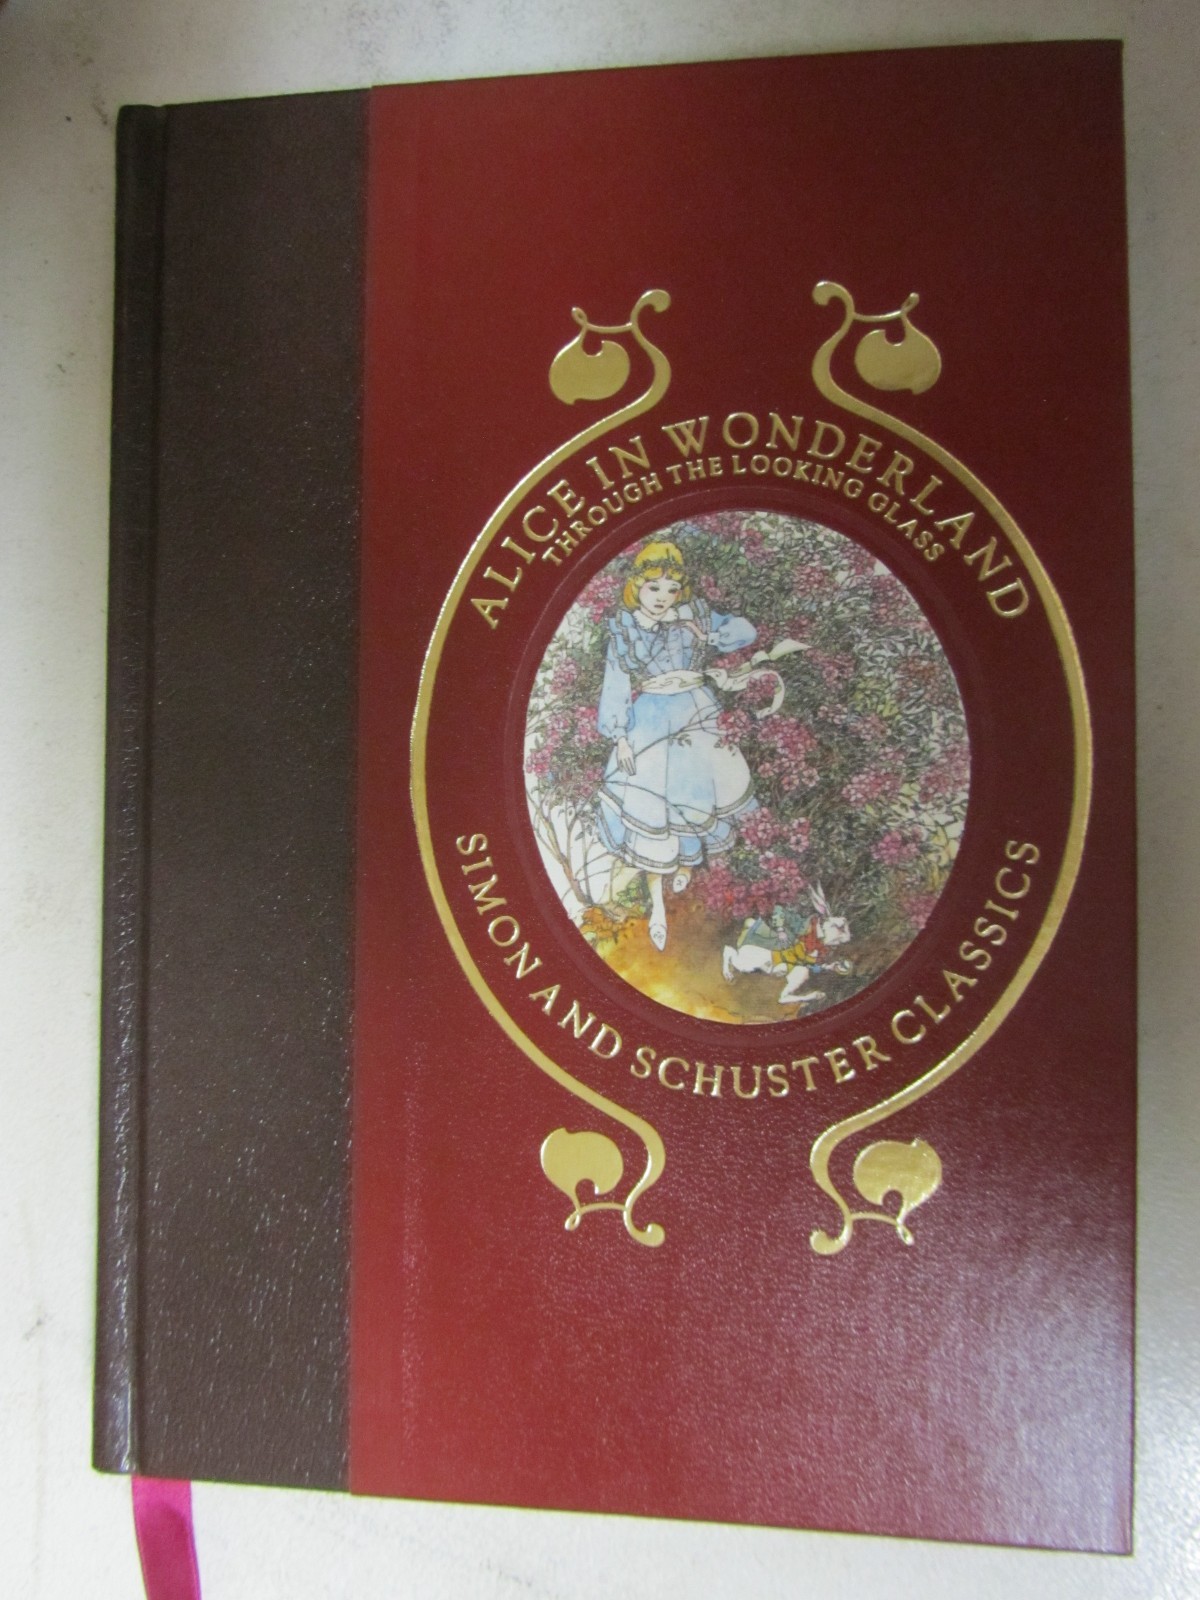 ALICE IN WONDERLAND
THROUGH THE LOOKING GLASS
SIMON AND SCHUSTER CLASSICS